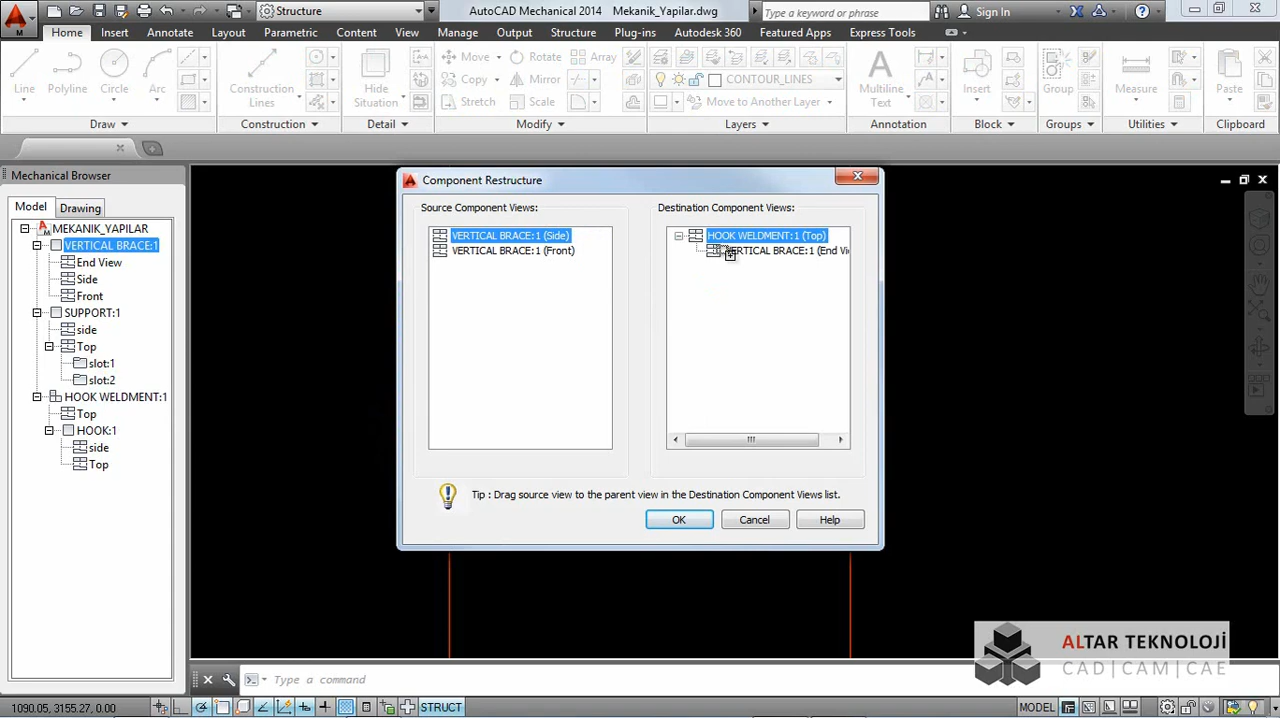 Structure
AutoCAD Mechanical 2014 Mekanik_Yapilar.dwg
Type a keyword or phrase
Sign In
Home Insert Annotate Layout Parametric Content View Manage Output Structure Plug-ins Autodesk 360 Featured Apps Express Tools
Line
Polyline
Circle
Arc
Construction
Lines
Hide
Situation
Move
Rotate
Array
Copy
Mirror
Stretch
Scale
CONTOUR_LINES
Move to Another Layer
Multiline
Text
Insert
Group
Measure
Paste
Draw
Construction
Detail
Modify
Layers
Annotation
Block
Groups
Utilities
Clipboard
Mechanical Browser
Model Drawing
MEKANIK_YAPILAR
VERTICAL BRACE:1
End View
Side
Front
SUPPORT:1
side
Top
slot:1
slot:2
HOOK WELDMENT:1
Top
HOOK:1
side
Top
Component Restructure
Source Component Views:
VERTICAL BRACE:1 (Side)
VERTICAL BRACE:1 (Front)
Destination Component Views:
HOOK WELDMENT:1 (Top)
VERTICAL BRACE:1 (End Vi
Tip : Drag source view to the parent view in the Destination Component Views list.
OK Cancel Help
ALTAR TEKNOLOJİ
CAD|CAM|CAE
Type a command
1090.05, 3155.27, 0.00
STRUCT
MODEL